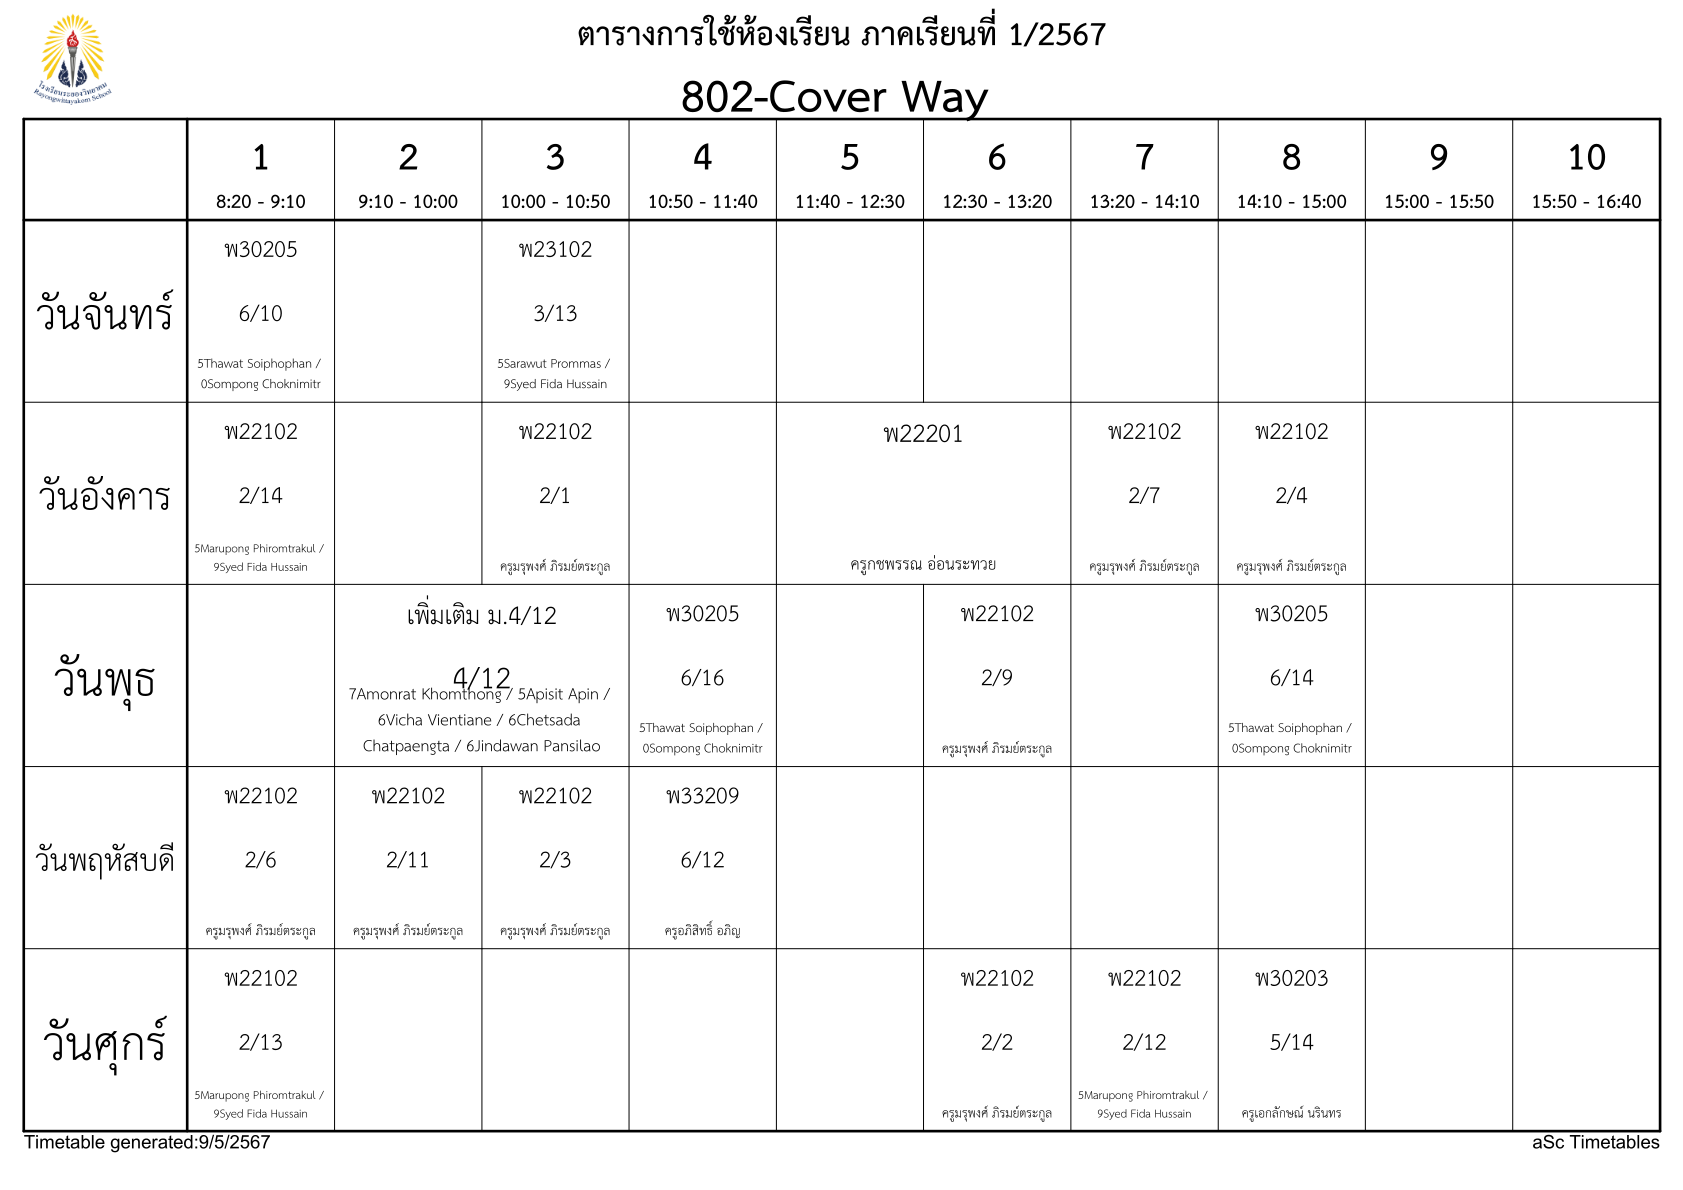 ตารางการใช้ห้องเรียน ภาคเรียนที่ 1/2567
โรงเรียนระยองวิทยาคม
Rayongwittayakom School
802-Cover Way
1 2 3 4 5 6 7 8 9 10
8:20 - 9:10 9:10 - 10:00 10:00 - 10:50 10:50 - 11:40 11:40 - 12:30 12:30 - 13:20 13:20 - 14:10 14:10 - 15:00 15:00 - 15:50 15:50 - 16:40
วันจันทร์
พ30205
6/10
5Thawat Soiphophan /
0Sompong Choknimitr
พ23102
3/13
5Sarawut Prommas /
9Syed Fida Hussain
วันอังคาร
พ22102
2/14
5Marupong Phiromtrakul /
9Syed Fida Hussain
พ22102
2/1
ครูมรุพงศ์ ภิรมย์ตระกูล
พ22201
ครูกชพรรณ อ่อนระทวย
พ22102
2/7
ครูมรุพงศ์ ภิรมย์ตระกูล
พ22102
2/4
ครูมรุพงศ์ ภิรมย์ตระกูล
วันพุธ
เพิ่มเติม ม.4/12
4/12
7Amonrat Khomthong / 5Apisit Apin /
6Vicha Vientiane / 6Chetsada
Chatpaengta / 6Jindawan Pansilao
พ30205
6/16
5Thawat Soiphophan /
0Sompong Choknimitr
พ22102
2/9
ครูมรุพงศ์ ภิรมย์ตระกูล
พ30205
6/14
5Thawat Soiphophan /
0Sompong Choknimitr
วันพฤหัสบดี
พ22102
2/6
ครูมรุพงศ์ ภิรมย์ตระกูล
พ22102
2/11
ครูมรุพงศ์ ภิรมย์ตระกูล
พ22102
2/3
ครูมรุพงศ์ ภิรมย์ตระกูล
พ33209
6/12
ครูอภิสิทธิ์ อภิญ
วันศุกร์
พ22102
2/13
5Marupong Phiromtrakul /
9Syed Fida Hussain
พ22102
2/2
ครูมรุพงศ์ ภิรมย์ตระกูล
พ22102
2/12
5Marupong Phiromtrakul /
9Syed Fida Hussain
พ30203
5/14
ครูเอกลักษณ์ นรินทร
Timetable generated:9/5/2567
aSc Timetables